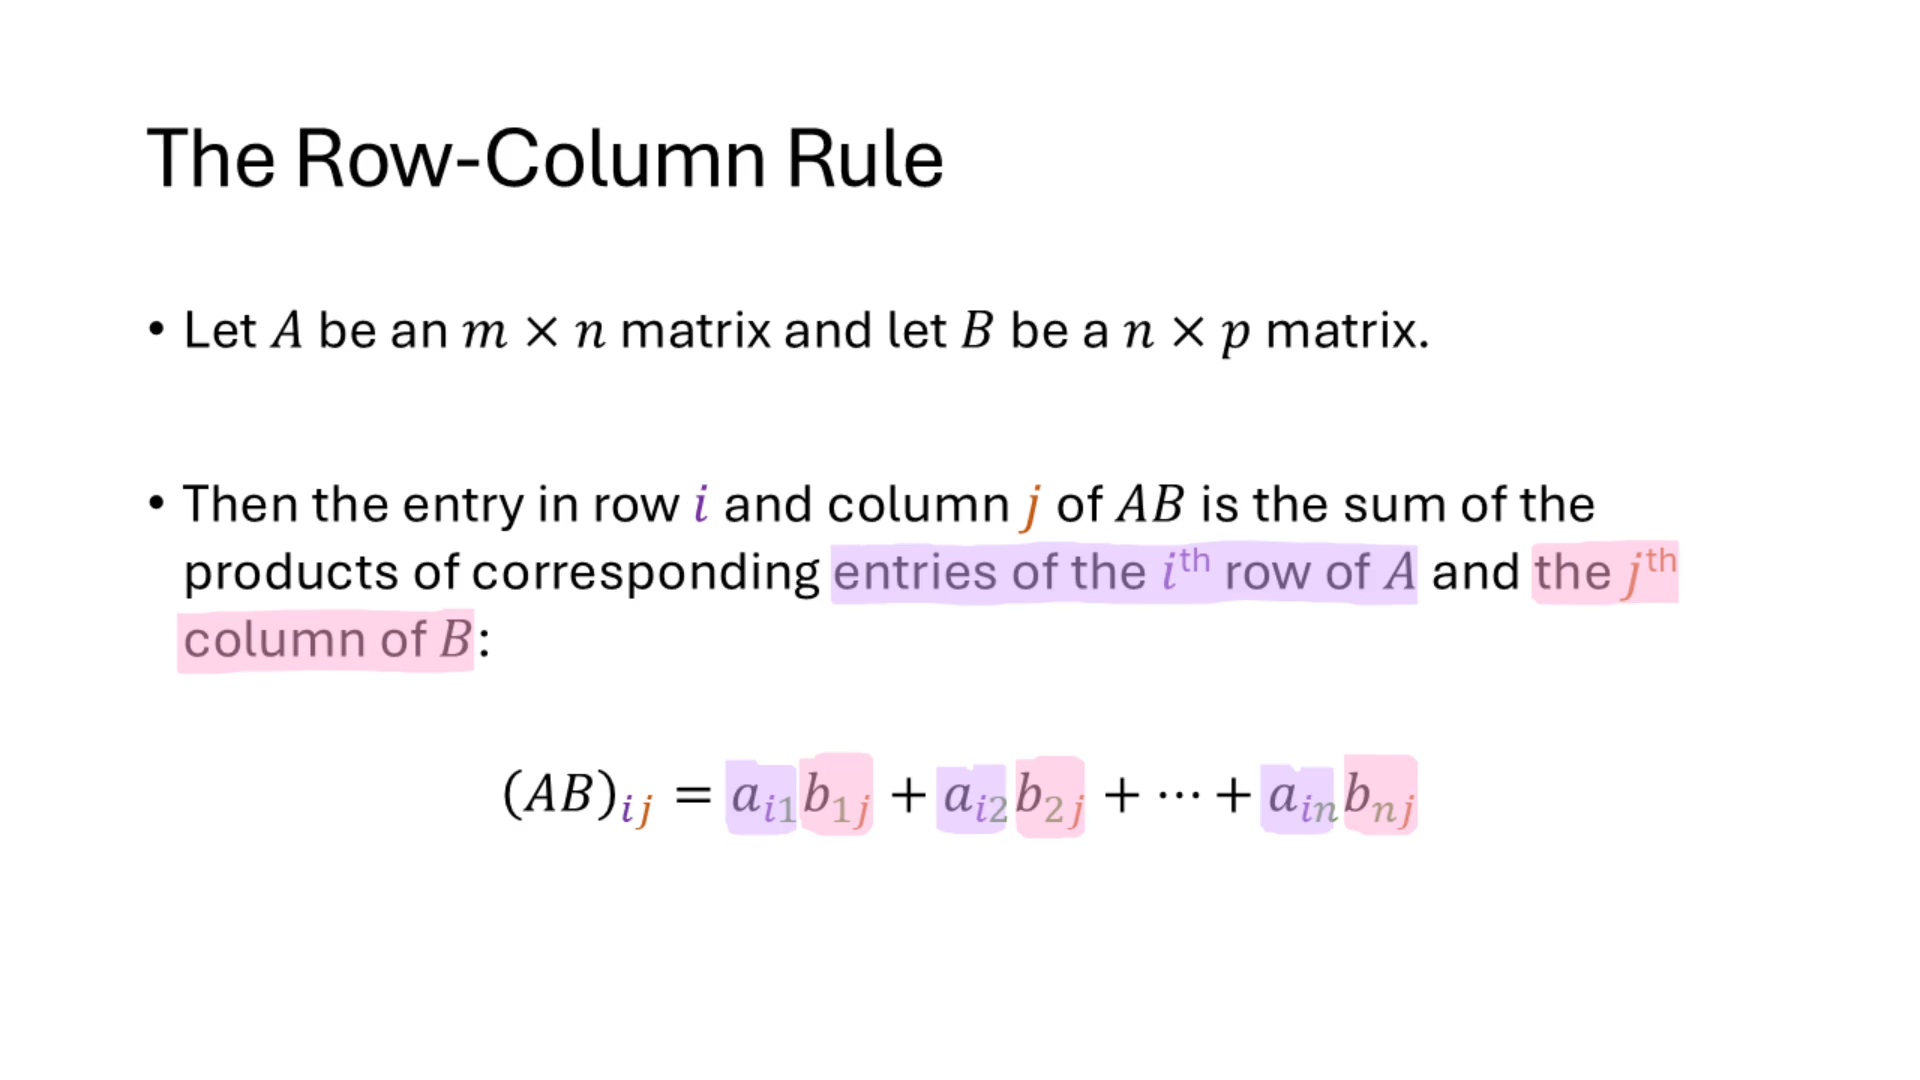 The Row-Column Rule
• Let A be an m × n matrix and let B be a n × p matrix.
• Then the entry in row i and column j of AB is the sum of the
products of corresponding entries of the iᵗʰ row of A and the jᵗʰ
column of B:
(AB)ᵢⱼ = aᵢ₁b₁ⱼ + aᵢ₂b₂ⱼ + ⋯ + aᵢₙbₙⱼ